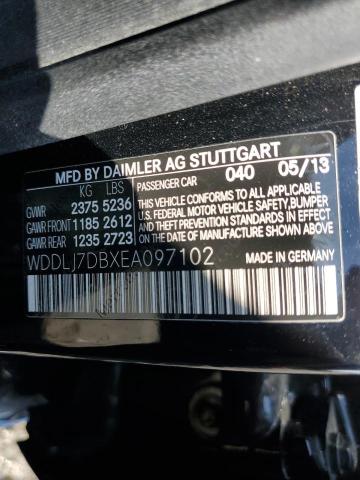 MFD BY DAIMLER AG STUTTGART
KG LBS
GVWR 2375 5236
GAWR FRONT 1185 2612
GAWR REAR 1235 2723
PASSENGER CAR 040 05/13
THIS VEHICLE CONFORMS TO ALL APPLICABLE
FEDERAL MOTOR VEHICLE SAFETY, BUMPER
AND THEFT PREVENTION STANDARDS
IN EFFECT ON THE DATE OF
MANUFACTURE SHOWN ABOVE
WDDLJ7DBXEA097102
MADE IN GERMANY